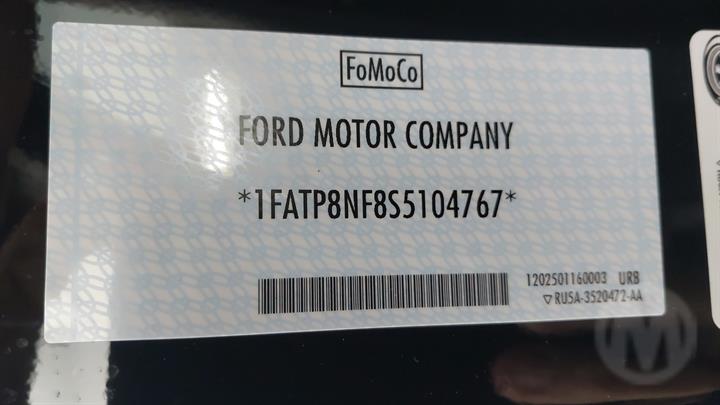 FoMoCo
FORD MOTOR COMPANY
*1FATP8NF8S5104767*
1202501160003 URB
▽ RU5A-3520472-AA
M